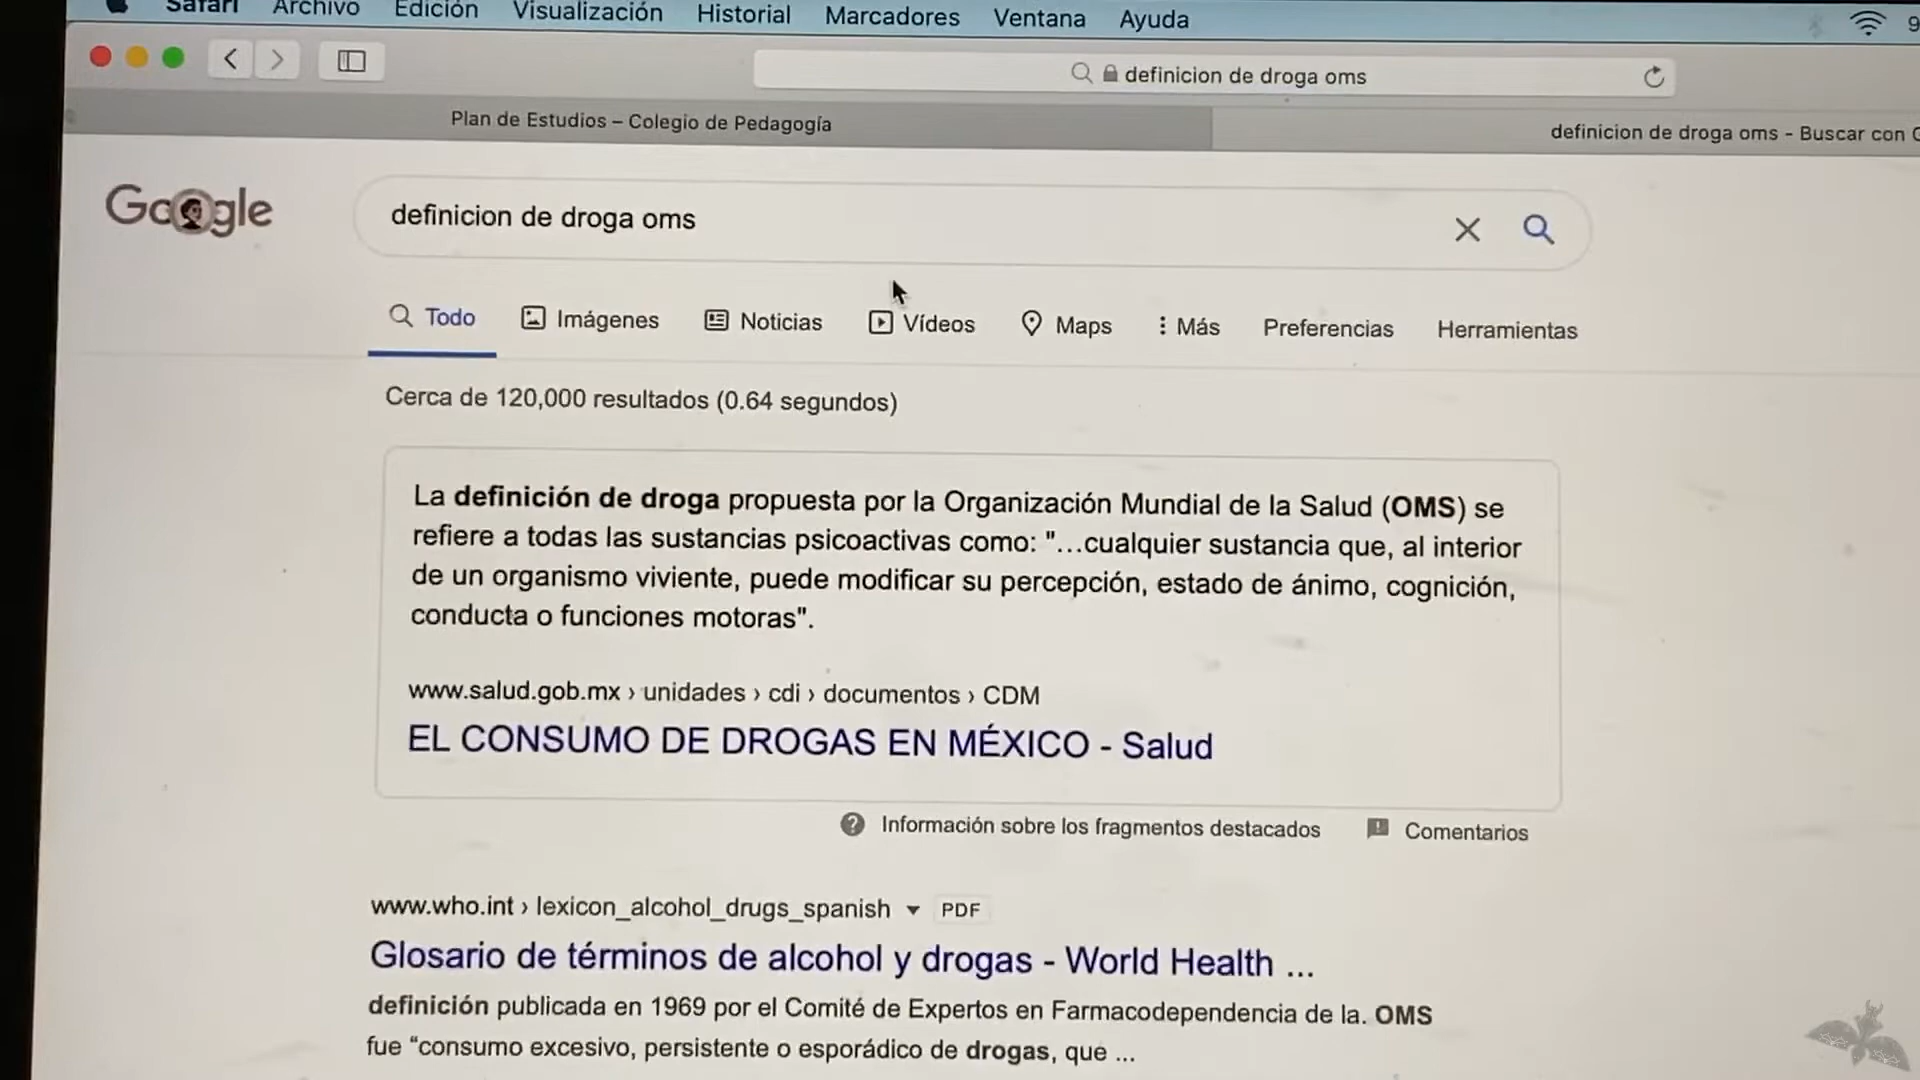 Safari Archivo Edición Visualización Historial Marcadores Ventana Ayuda
definicion de droga oms
Plan de Estudios – Colegio de Pedagogía
definicion de droga oms - Buscar con
Google
definicion de droga oms
Todo Imágenes Noticias Vídeos Maps Más Preferencias Herramientas
Cerca de 120,000 resultados (0.64 segundos)
La definición de droga propuesta por la Organización Mundial de la Salud (OMS) se
refiere a todas las sustancias psicoactivas como: "...cualquier sustancia que, al interior
de un organismo viviente, puede modificar su percepción, estado de ánimo, cognición,
conducta o funciones motoras".
www.salud.gob.mx › unidades › cdi › documentos › CDM
EL CONSUMO DE DROGAS EN MÉXICO - Salud
Información sobre los fragmentos destacados Comentarios
www.who.int › lexicon_alcohol_drugs_spanish PDF
Glosario de términos de alcohol y drogas - World Health ...
definición publicada en 1969 por el Comité de Expertos en Farmacodependencia de la. OMS
fue “consumo excesivo, persistente o esporádico de drogas, que ...